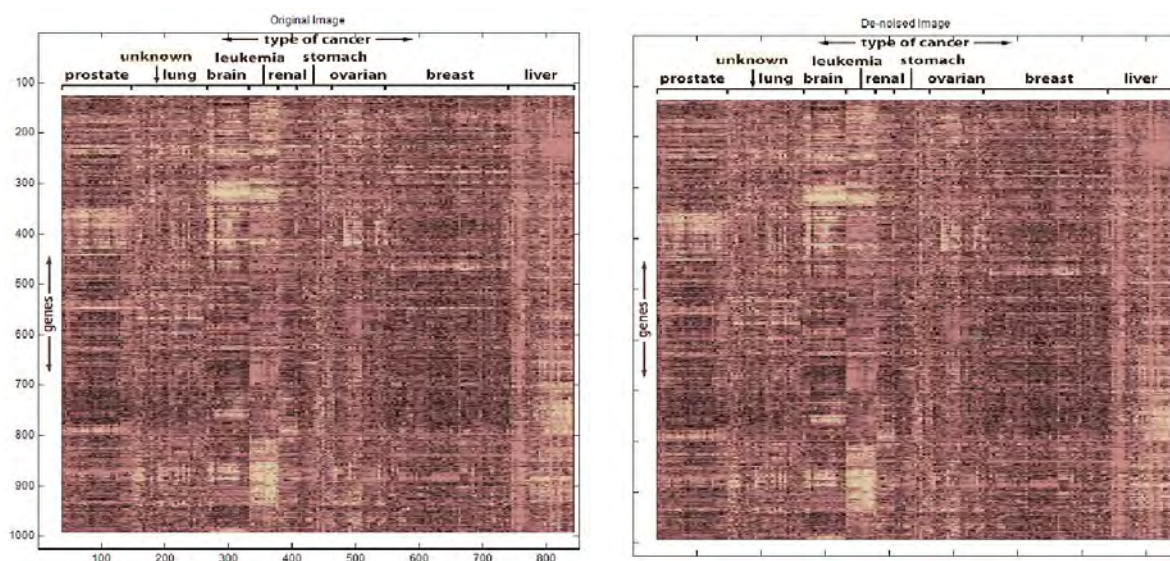 Original Image
type of cancer
unknown leukemia stomach
prostate lung brain renal ovarian breast liver
100
200
300
400
500
600
700
800
900
1000
genes
100 200 300 400 500 600 700 800
De-noised Image
type of cancer
unknown leukemia stomach
prostate lung brain renal ovarian breast liver
genes